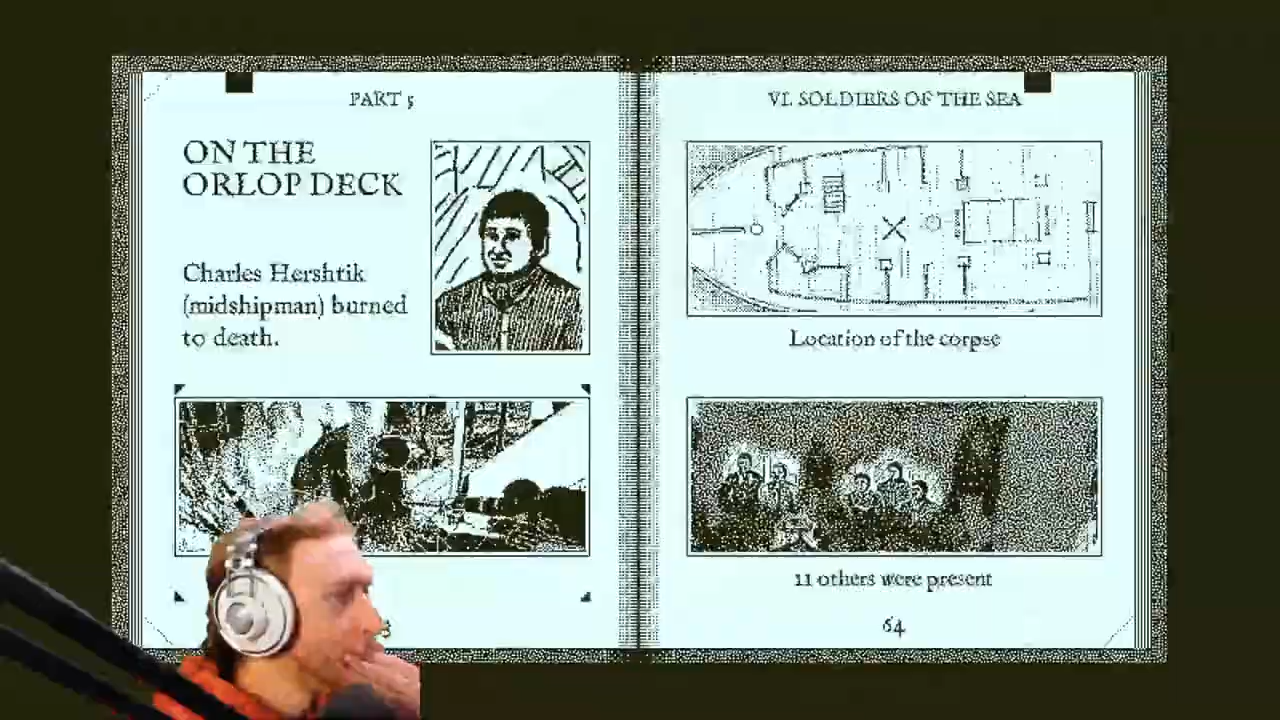 PART 5
ON THE
ORLOP DECK
Charles Hershtik
(midshipman) burned
to death.
VI. SOLDIERS OF THE SEA
Location of the corpse
11 others were present
64